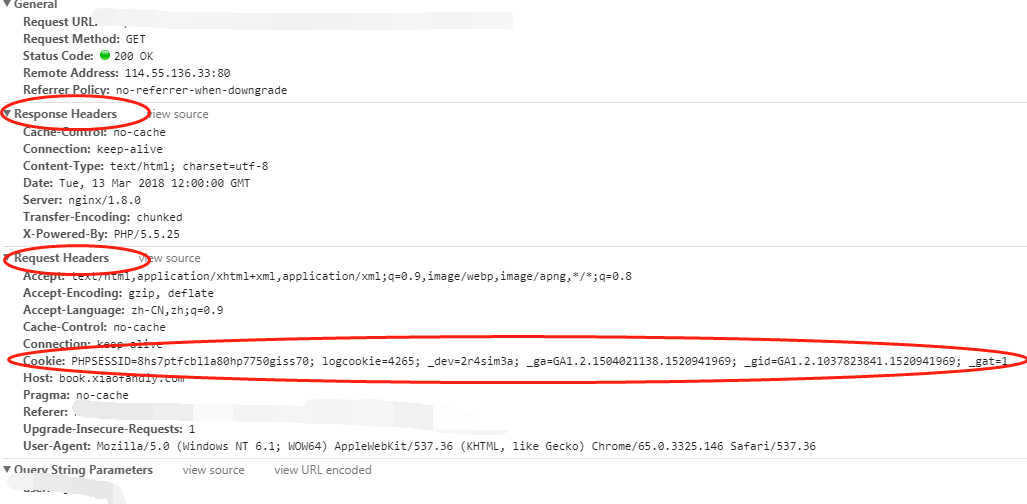 General
Request URL:
Request Method: GET
Status Code: 200 OK
Remote Address: 114.55.136.33:80
Referrer Policy: no-referrer-when-downgrade
Response Headers view source
Cache-Control: no-cache
Connection: keep-alive
Content-Type: text/html; charset=utf-8
Date: Tue, 13 Mar 2018 12:00:00 GMT
Server: nginx/1.8.0
Transfer-Encoding: chunked
X-Powered-By: PHP/5.5.25
Request Headers view source
Accept: text/html,application/xhtml+xml,application/xml;q=0.9,image/webp,image/apng,*/*;q=0.8
Accept-Encoding: gzip, deflate
Accept-Language: zh-CN,zh;q=0.9
Cache-Control: no-cache
Connection: keep-alive
Cookie: PHPSESSID=8hs7ptfcbl1a80hp7750giss70; logcookie=4265; _dev=2r4sim3a; _ga=GA1.2.1504021138.1520941969; _gid=GA1.2.1037823841.1520941969; _gat=1
Host: book.xiaofandiy.com
Pragma: no-cache
Referer:
Upgrade-Insecure-Requests: 1
User-Agent: Mozilla/5.0 (Windows NT 6.1; WOW64) AppleWebKit/537.36 (KHTML, like Gecko) Chrome/65.0.3325.146 Safari/537.36
Query String Parameters view source view URL encoded